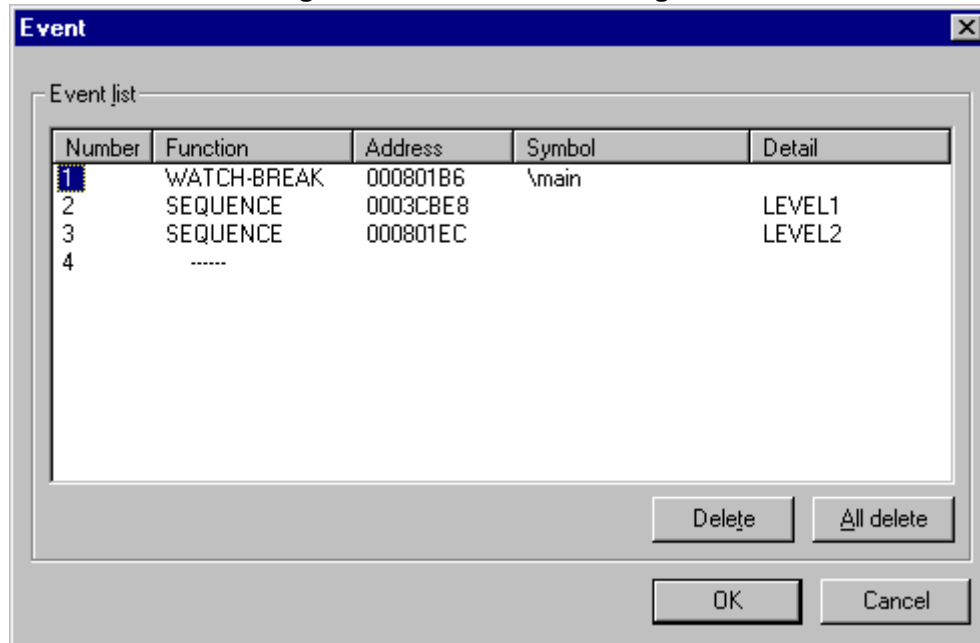 Event
Event list
Number Function Address Symbol Detail
1 WATCH-BREAK 000801B6 \main
2 SEQUENCE 0003CBE8 LEVEL1
3 SEQUENCE 000801EC LEVEL2
4 ------
Delete All delete
OK Cancel